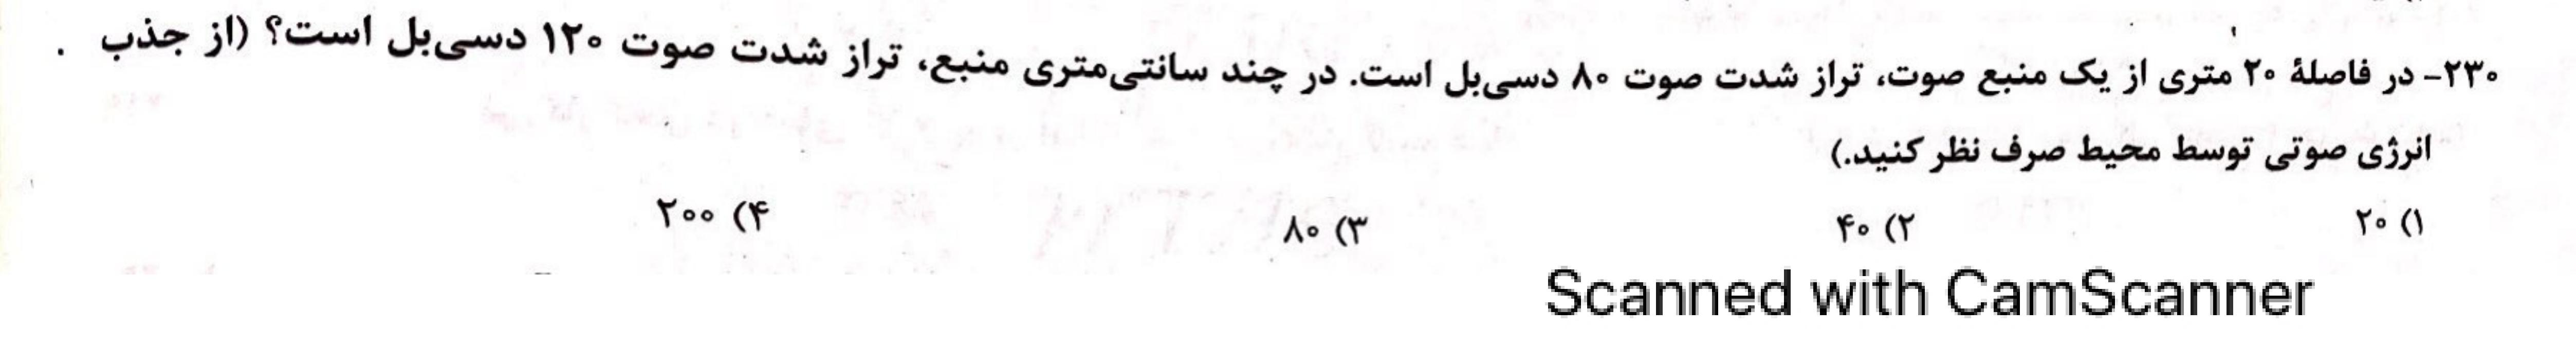 ۲۳۰- در فاصلهٔ ۲۰ متری از یک منبع صوت، تراز شدت صوت ۸۰ دسی‌بل است. در چند سانتی‌متری منبع، تراز شدت صوت ۱۲۰ دسی‌بل است؟ (از جذب
انرژی صوتی توسط محیط صرف نظر کنید.)
۱) ۲۰ ۲) ۴۰ ۳) ۸۰ ۴) ۲۰۰
Scanned with CamScanner